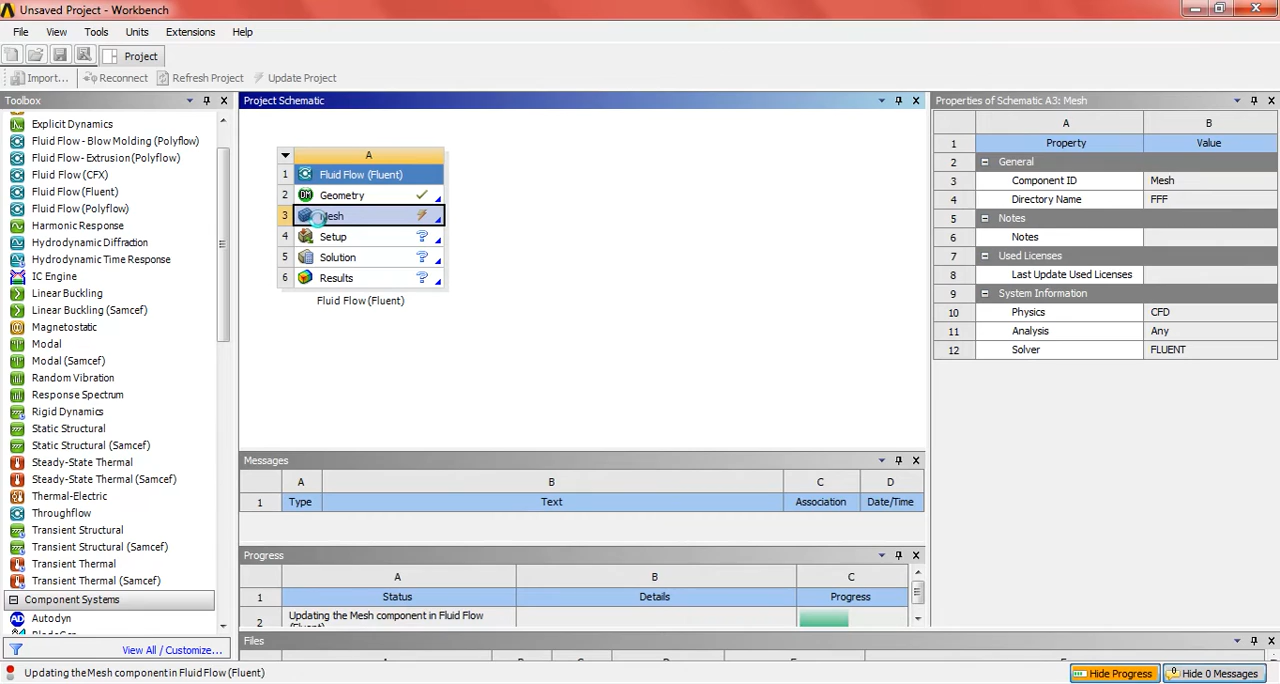 Unsaved Project - Workbench
File View Tools Units Extensions Help
Project
Import... Reconnect Refresh Project Update Project
Toolbox
Explicit Dynamics
Fluid Flow - Blow Molding (Polyflow)
Fluid Flow - Extrusion (Polyflow)
Fluid Flow (CFX)
Fluid Flow (Fluent)
Fluid Flow (Polyflow)
Harmonic Response
Hydrodynamic Diffraction
Hydrodynamic Time Response
IC Engine
Linear Buckling
Linear Buckling (Samcef)
Magnetostatic
Modal
Modal (Samcef)
Random Vibration
Response Spectrum
Rigid Dynamics
Static Structural
Static Structural (Samcef)
Steady-State Thermal
Steady-State Thermal (Samcef)
Thermal-Electric
Throughflow
Transient Structural
Transient Structural (Samcef)
Transient Thermal
Transient Thermal (Samcef)
Component Systems
Autodyn
View All / Customize...
Project Schematic
A
1 Fluid Flow (Fluent)
2 Geometry
3 Mesh
4 Setup
5 Solution
6 Results
Fluid Flow (Fluent)
Messages
A B C D
1 Type Text Association Date/Time
Progress
A B C
1 Status Details Progress
2 Updating the Mesh component in Fluid Flow
Files
Properties of Schematic A3: Mesh
A B
1 Property Value
2 General
3 Component ID Mesh
4 Directory Name FFF
5 Notes
6 Notes
7 Used Licenses
8 Last Update Used Licenses
9 System Information
10 Physics CFD
11 Analysis Any
12 Solver FLUENT
Updating the Mesh component in Fluid Flow (Fluent)
Hide Progress Hide 0 Messages